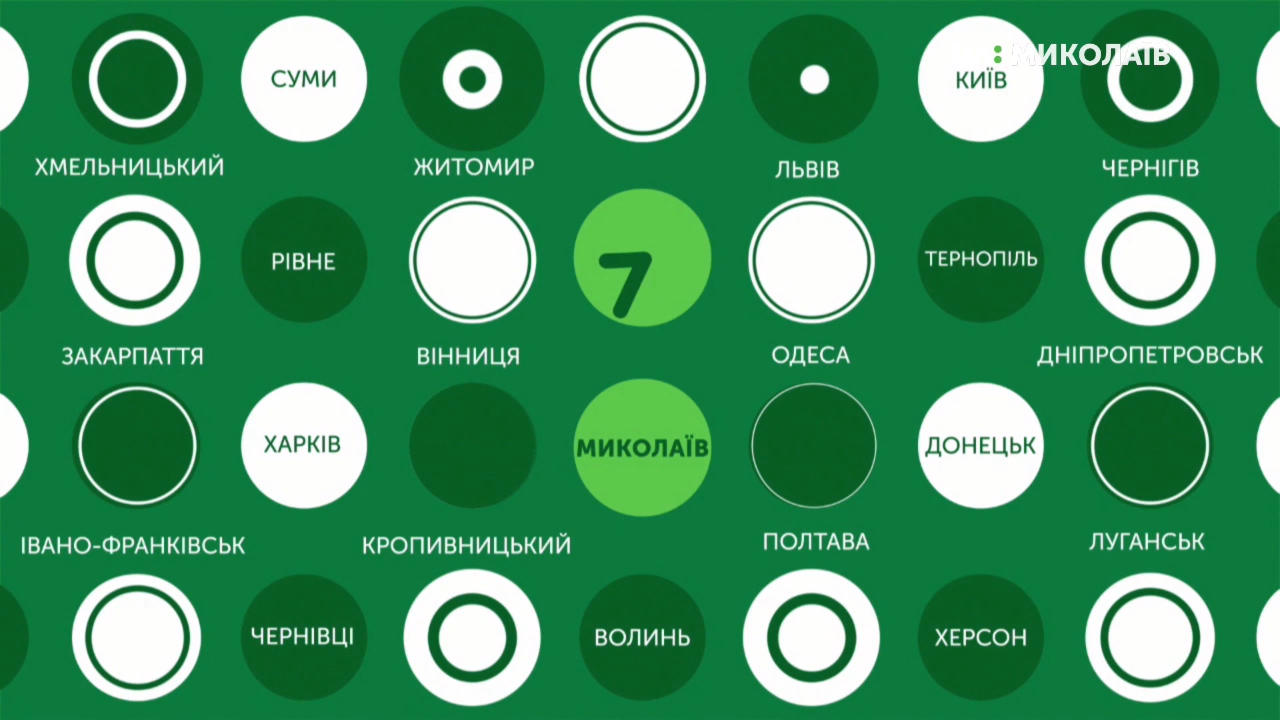 : МИКОЛАЇВ
СУМИ
КИЇВ
ХМЕЛЬНИЦЬКИЙ
ЖИТОМИР
ЛЬВІВ
ЧЕРНІГІВ
РІВНЕ
ТЕРНОПІЛЬ
ЗАКАРПАТТЯ
ВІННИЦЯ
ОДЕСА
ДНІПРОПЕТРОВСЬК
ХАРКІВ
МИКОЛАЇВ
ДОНЕЦЬК
ІВАНО-ФРАНКІВСЬК
КРОПИВНИЦЬКИЙ
ПОЛТАВА
ЛУГАНСЬК
ЧЕРНІВЦІ
ВОЛИНЬ
ХЕРСОН